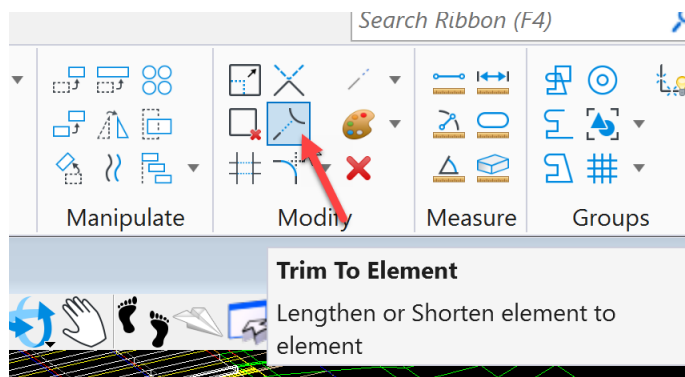 Search Ribbon (F4)
Manipulate
Modify
Measure
Groups
Trim To Element
Lengthen or Shorten element to
element